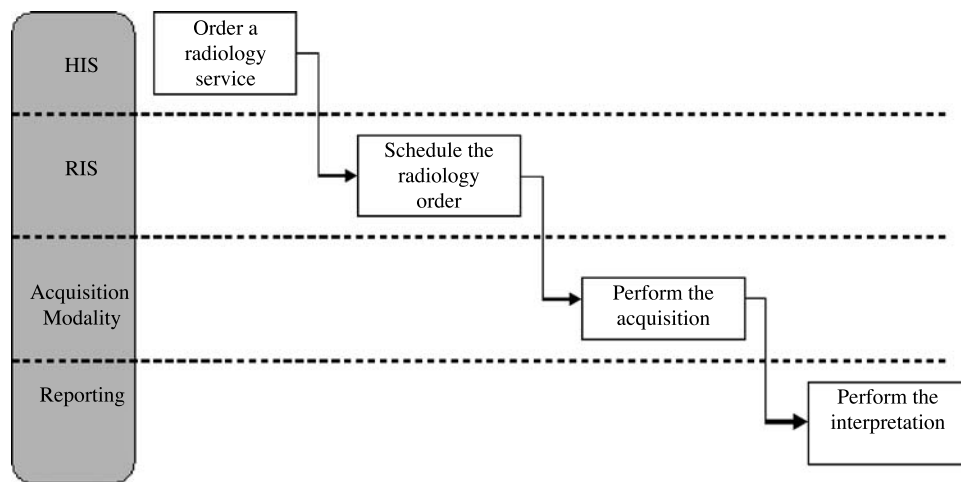 HIS
Order a
radiology
service
RIS
Schedule the
radiology
order
Acquisition
Modality
Perform the
acquisition
Reporting
Perform the
interpretation